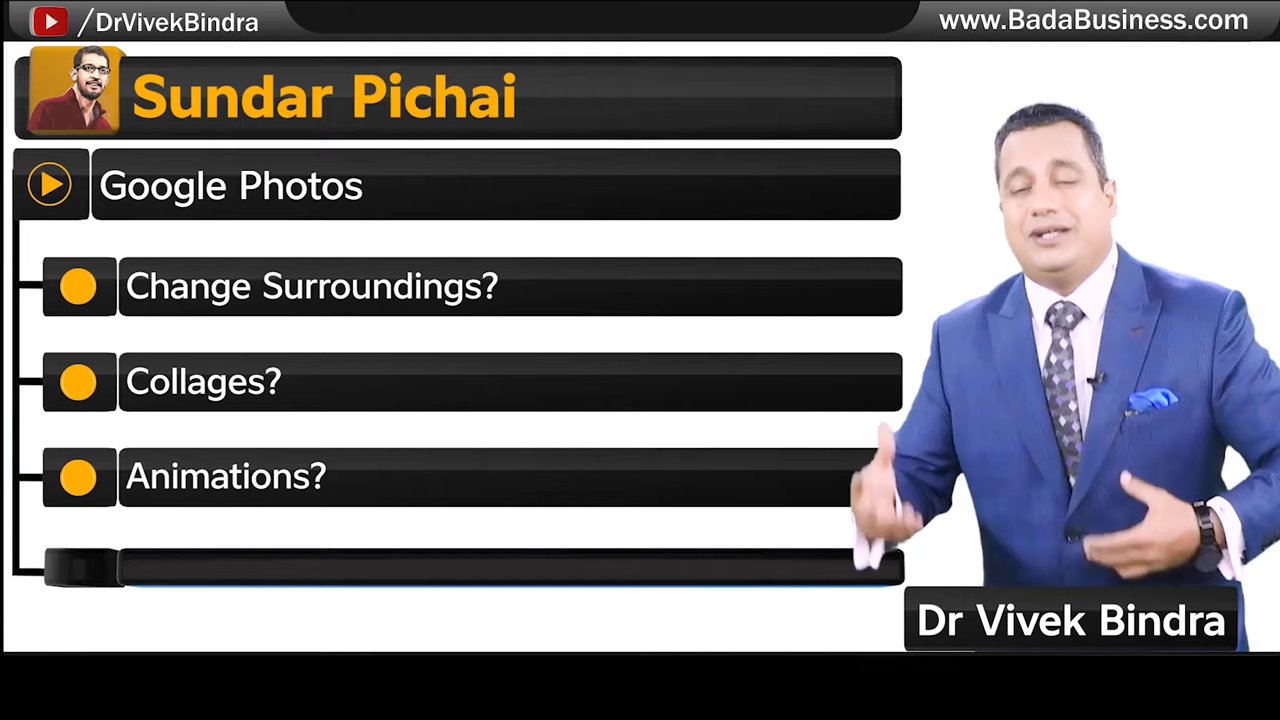 /DrVivekBindra
www.BadaBusiness.com
Sundar Pichai
Google Photos
Change Surroundings?
Collages?
Animations?
Dr Vivek Bindra